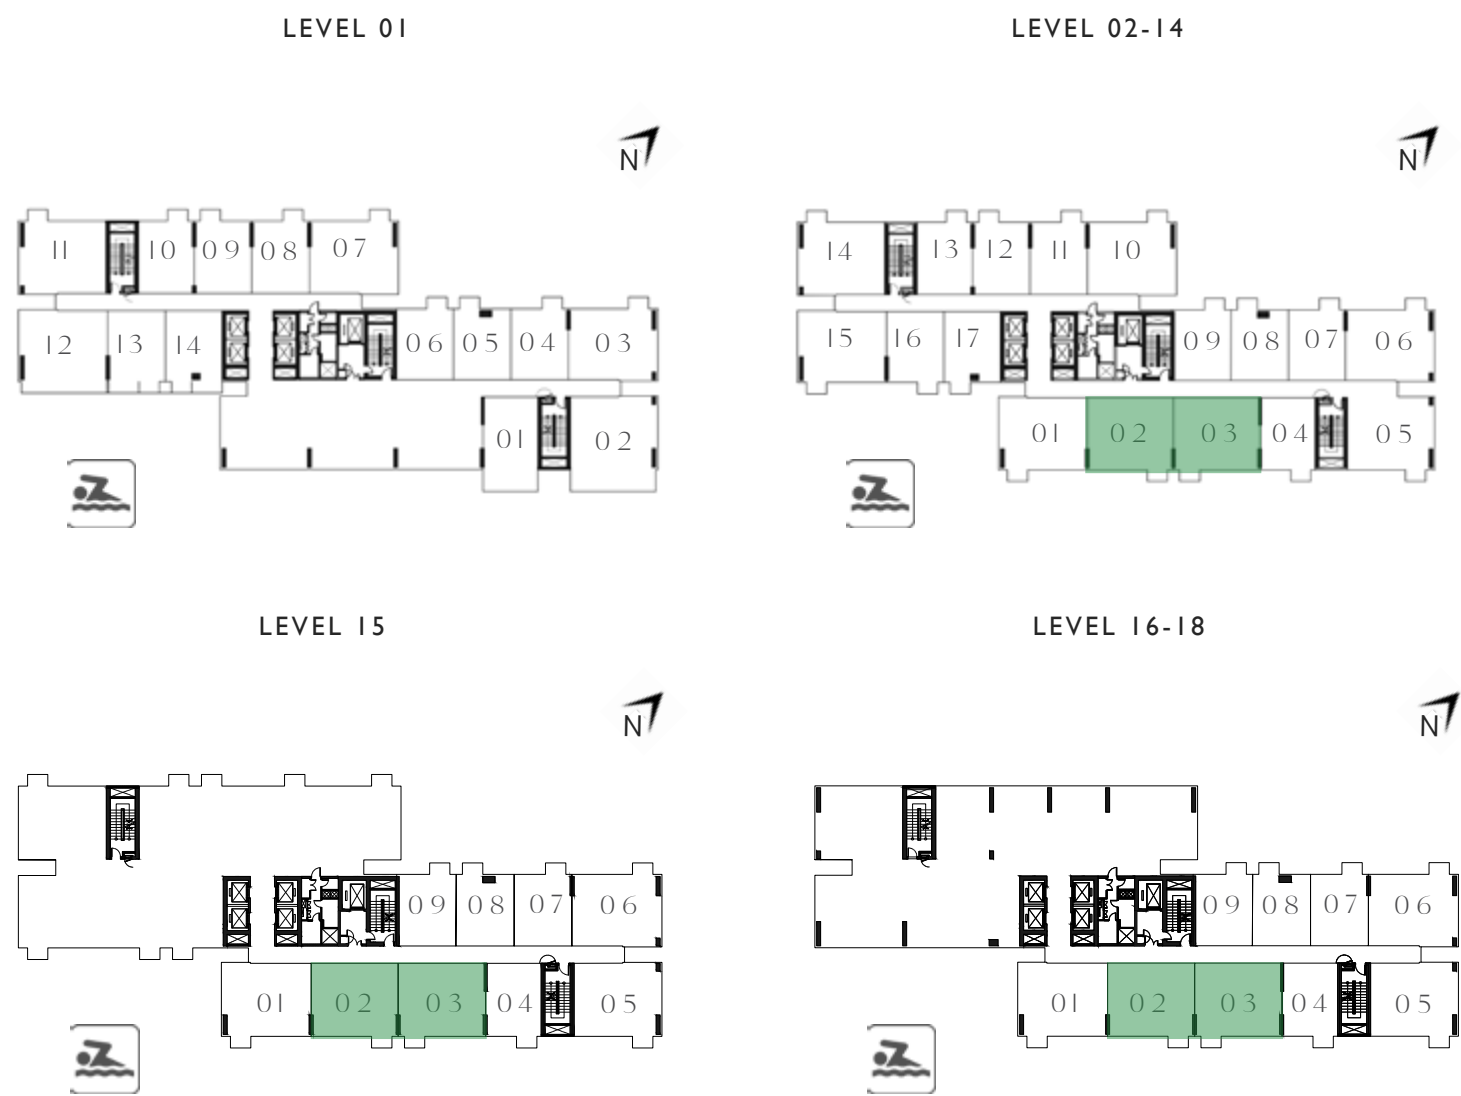 LEVEL 01
LEVEL 02-14
N
N
11 10 09 08 07
14 13 12 11 10
12 13 14 06 05 04 03
15 16 17 09 08 07 06
01 02
01 02 03 04 05
LEVEL 15
LEVEL 16-18
N
N
09 08 07 06
09 08 07 06
01 02 03 04 05
01 02 03 04 05